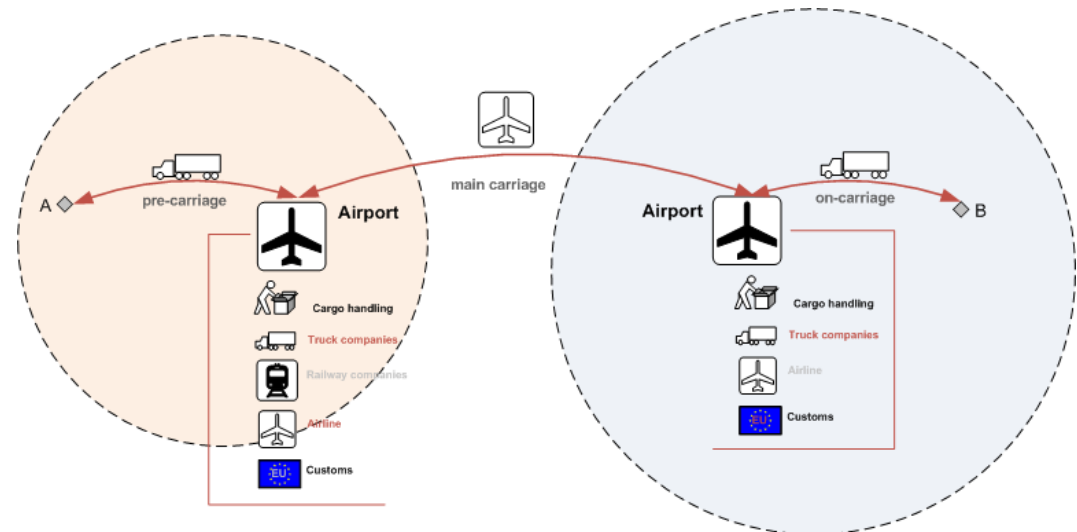 A
pre-carriage
Airport
main carriage
Airport
on-carriage
B
Cargo handling
Truck companies
Railway companies
Airline
EU
Customs
Cargo handling
Truck companies
Airline
EU
Customs